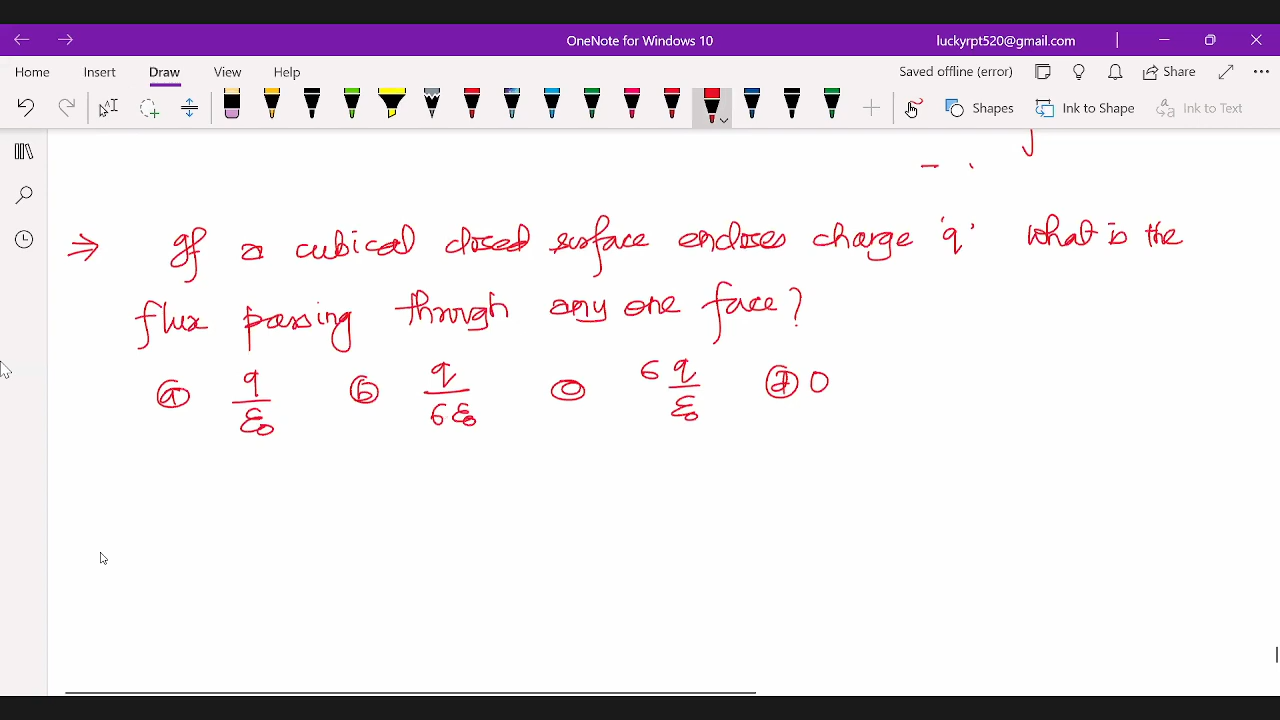 OneNote for Windows 10
luckyrpt520@gmail.com
Home Insert Draw View Help
Saved offline (error) Share
Shapes Ink to Shape Ink to Text
⇒ If a cubical closed surface encloses charge 'q' what is the
flux passing through any one face?
ⓐ q/ε₀ ⓑ q/6ε₀ ⓒ 6 q/ε₀ ⓓ 0